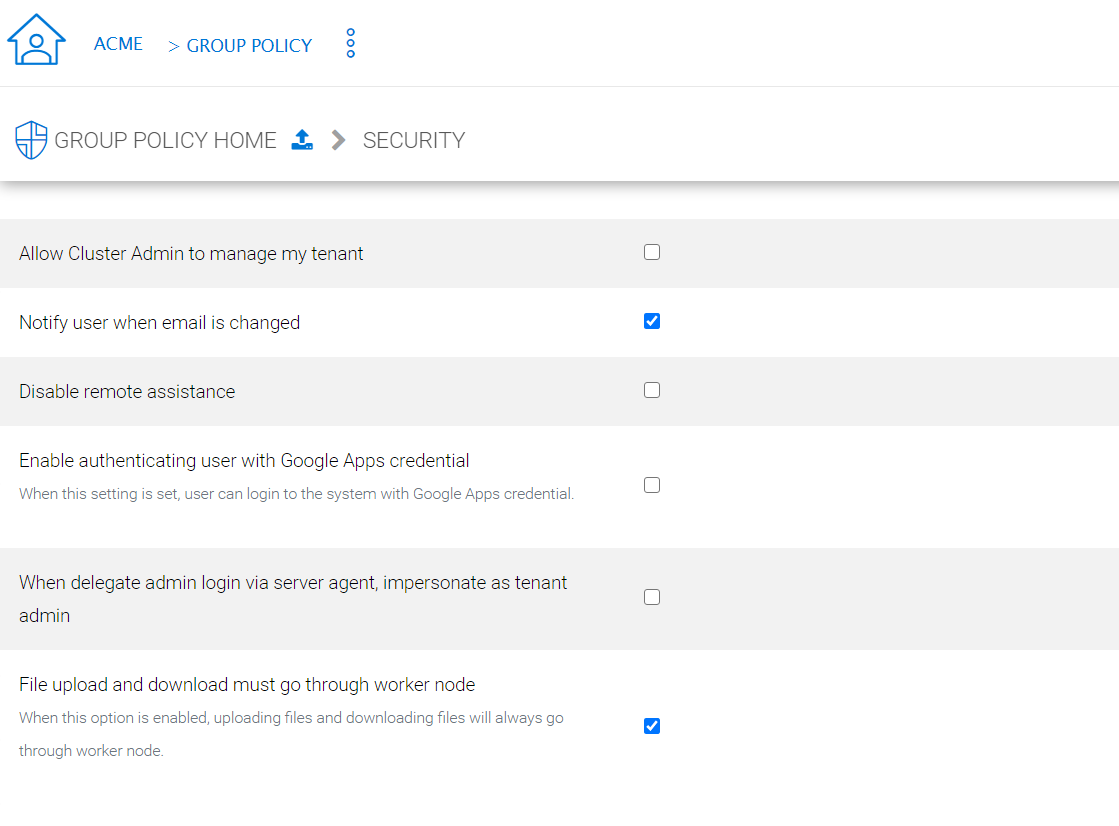 ACME > GROUP POLICY
GROUP POLICY HOME SECURITY
Allow Cluster Admin to manage my tenant
Notify user when email is changed
Disable remote assistance
Enable authenticating user with Google Apps credential
When this setting is set, user can login to the system with Google Apps credential.
When delegate admin login via server agent, impersonate as tenant
admin
File upload and download must go through worker node
When this option is enabled, uploading files and downloading files will always go
through worker node.